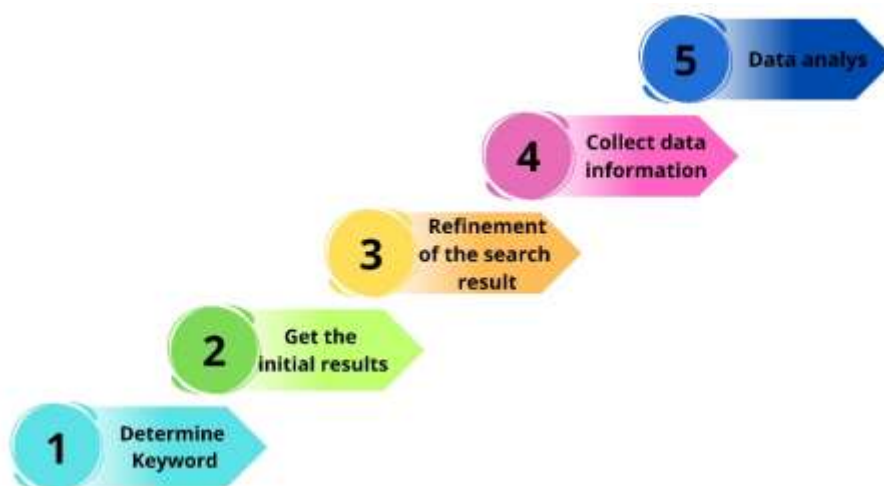 5
Data analys
4
Collect data
information
3
Refinement
of the search
result
2
Get the
initial results
1
Determine
Keyword